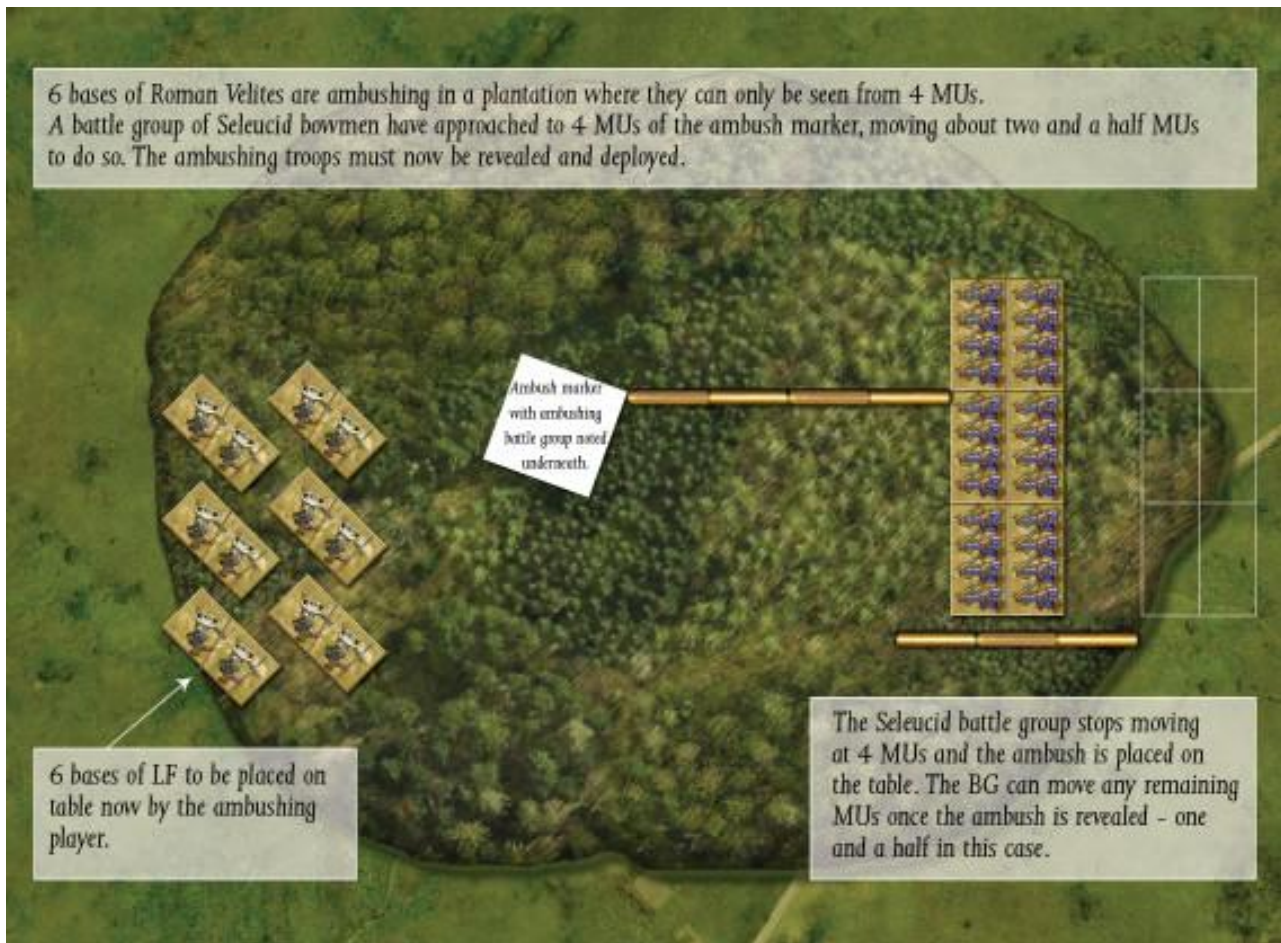 6 bases of Roman Velites are ambushing in a plantation where they can only be seen from 4 MUs.
A battle group of Seleucid bowmen have approached to 4 MUs of the ambush marker, moving about two and a half MUs
to do so. The ambushing troops must now be revealed and deployed.
Ambush marker
with ambushing
battle group noted
underneath.
6 bases of LF to be placed on
table now by the ambushing
player.
The Seleucid battle group stops moving
at 4 MUs and the ambush is placed on
the table. The BG can move any remaining
MUs once the ambush is revealed – one
and a half in this case.